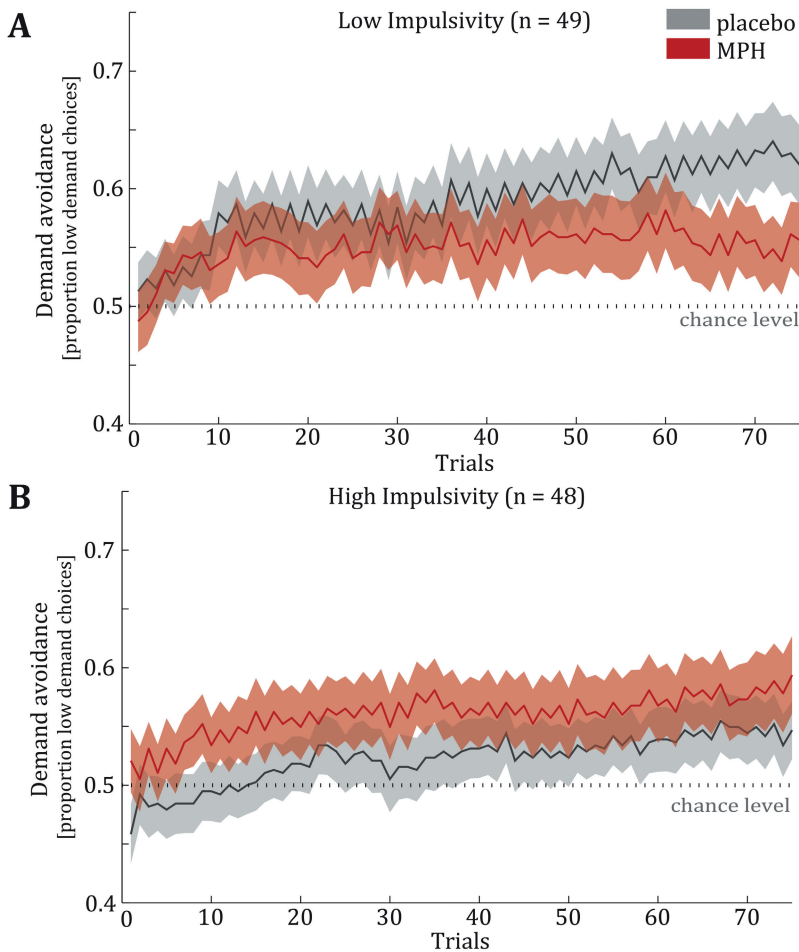 A
Low Impulsivity (n = 49)
placebo
MPH
Demand avoidance
[proportion low demand choices]
0.7
0.6
0.5
0.4
chance level
0 10 20 30 40 50 60 70
Trials
B
High Impulsivity (n = 48)
Demand avoidance
[proportion low demand choices]
0.7
0.6
0.5
0.4
chance level
0 10 20 30 40 50 60 70
Trials